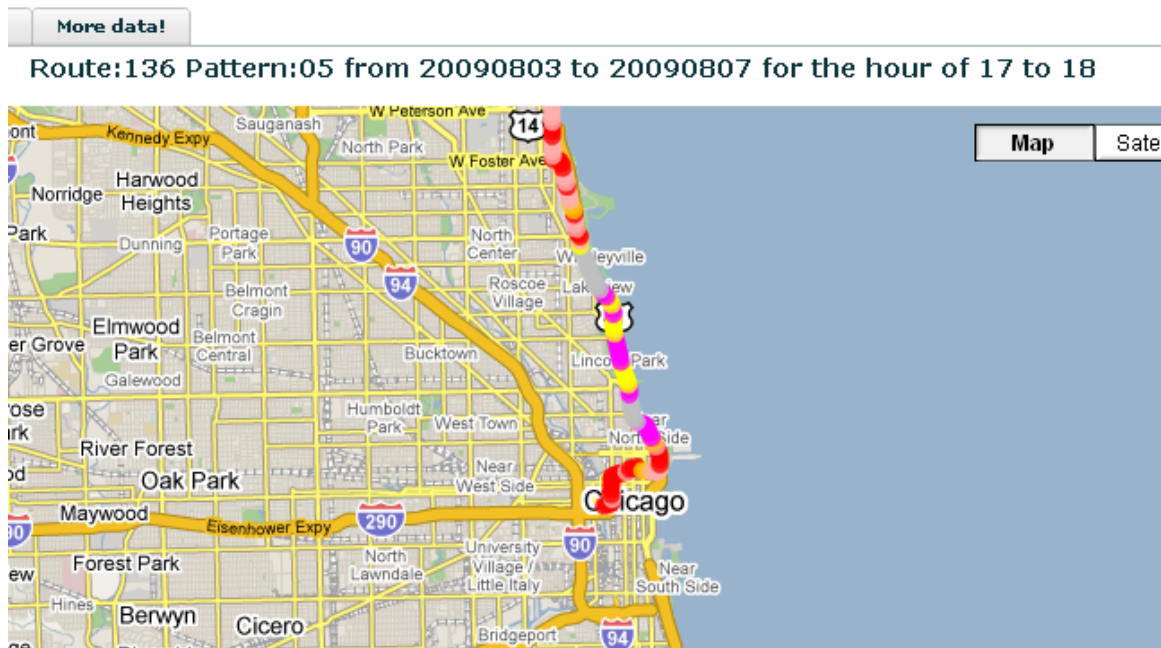 More data!
Route:136 Pattern:05 from 20090803 to 20090807 for the hour of 17 to 18
Map
W Peterson Ave
14
Sauganash
Kennedy Expy
North Park
W Foster Ave
Harwood
Heights
Norridge
Park
Portage
Park
Dunning
90
North
Center
94
Roscoe
Village
Belmont
Cragin
Elmwood
Park
Belmont
Central
Grove
Bucktown
Park
Galewood
Humboldt
Park
West Town
Side
River Forest
Oak Park
Near
West Side
Chicago
Maywood
Eisenhower Expy
290
90
University
Village /
Little Italy
North
Lawndale
Forest Park
Near
South Side
Hines
Berwyn
Cicero
Bridgeport
94